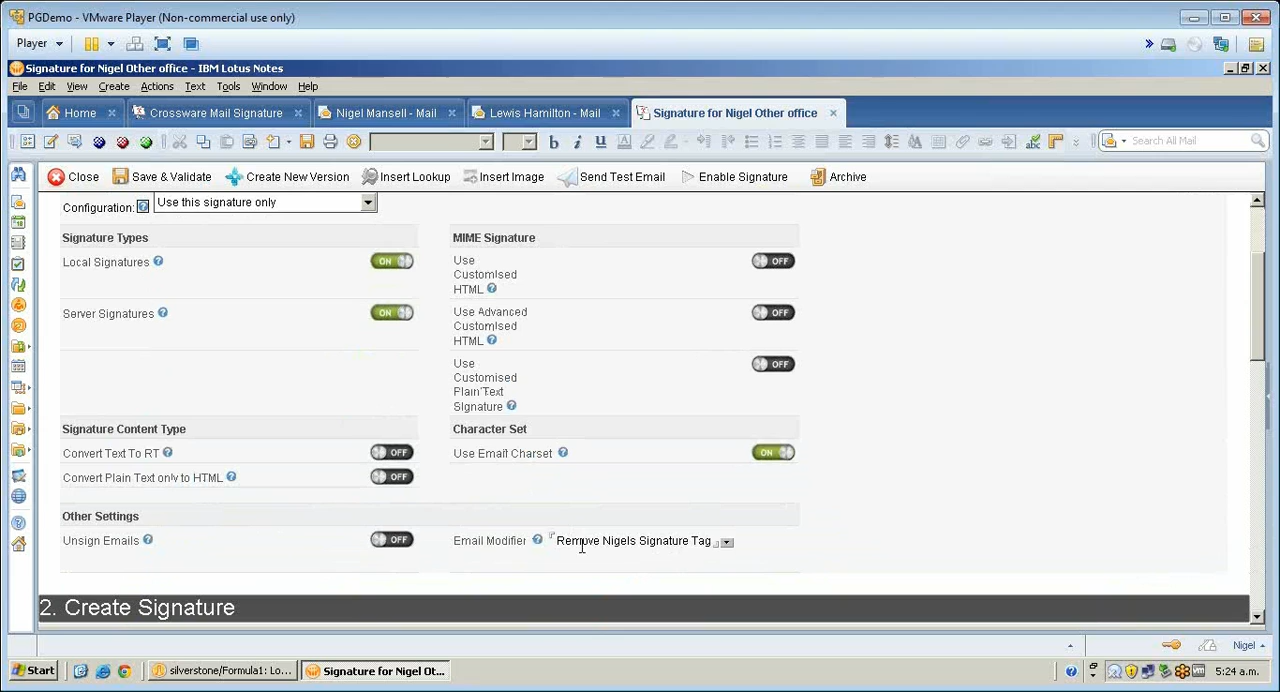 PGDemo - VMware Player (Non-commercial use only)
Player
Signature for Nigel Other office - IBM Lotus Notes
File Edit View Create Actions Text Tools Window Help
Home Crossware Mail Signature Nigel Mansell - Mail Lewis Hamilton - Mail Signature for Nigel Other office
b i u Search All Mail
Close Save & Validate Create New Version Insert Lookup Insert Image Send Test Email Enable Signature Archive
Configuration: Use this signature only
Signature Types
Local Signatures ON
Server Signatures ON
MIME Signature
Use
Customised
HTML OFF
Use Advanced
Customised
HTML OFF
Use
Customised
Plain Text
Signature OFF
Signature Content Type
Convert Text To RT OFF
Convert Plain Text only to HTML OFF
Character Set
Use Email Charset ON
Other Settings
Unsign Emails OFF
Email Modifier Remove Nigels Signature Tag
2. Create Signature
Nigel
Start silverstone/Formula1: Lo... Signature for Nigel Ot... 5:24 a.m.